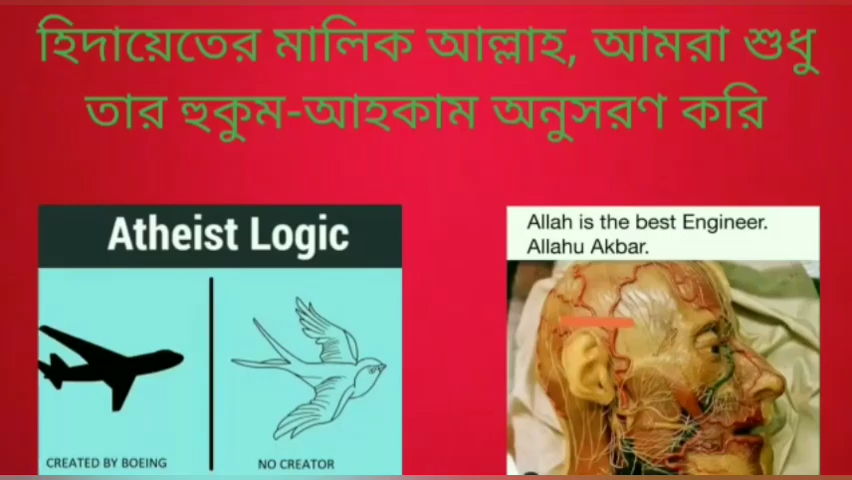 হিদায়েতের মালিক আল্লাহ, আমরা শুধু
তার হুকুম-আহকাম অনুসরণ করি
Atheist Logic
CREATED BY BOEING
NO CREATOR
Allah is the best Engineer.
Allahu Akbar.